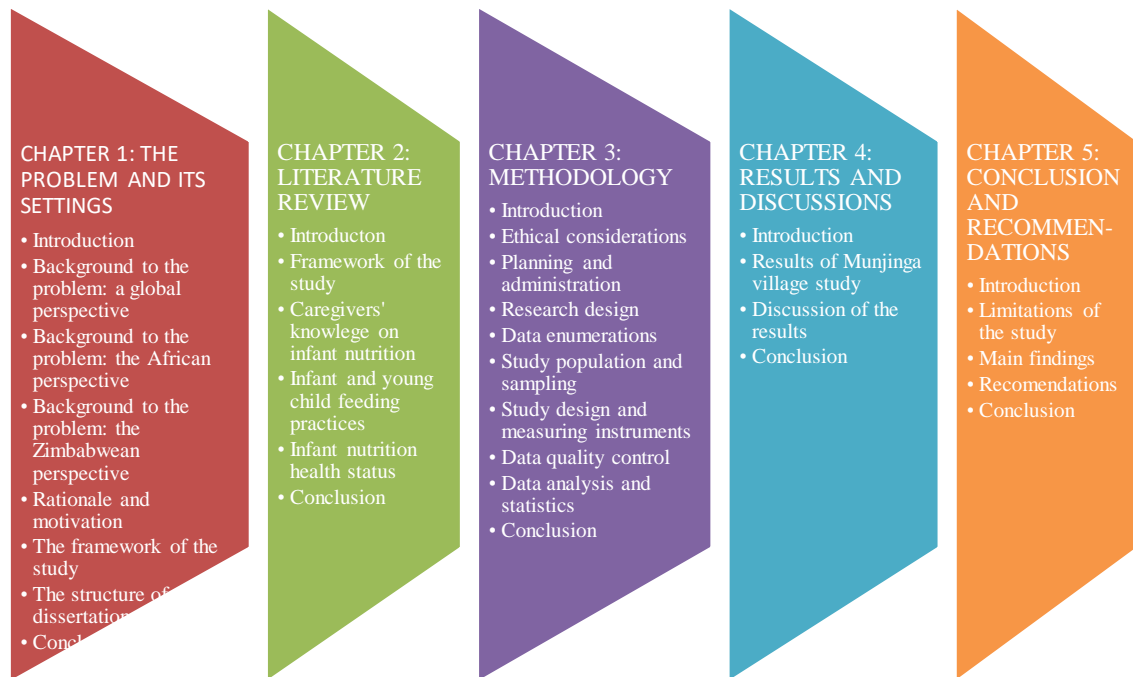 CHAPTER 1: THE
PROBLEM AND ITS
SETTINGS
• Introduction
• Background to the
problem: a global
perspective
• Background to the
problem: the African
perspective
• Background to the
problem: the
Zimbabwean
perspective
• Rationale and
motivation
• The framework of the
study
• The structure of
dissertation
• Conc
CHAPTER 2:
LITERATURE
REVIEW
• Introducton
• Framework of the
study
• Caregivers'
knowlege on
infant nutrition
• Infant and young
child feeding
practices
• Infant nutrition
health status
• Conclusion
CHAPTER 3:
METHODOLOGY
• Introduction
• Ethical considerations
• Planning and
administration
• Research design
• Data enumerations
• Study population and
sampling
• Study design and
measuring instruments
• Data quality control
• Data analysis and
statistics
• Conclusion
CHAPTER 4:
RESULTS AND
DISCUSSIONS
• Introduction
• Results of Munjinga
village study
• Discussion of the
results
• Conclusion
CHAPTER 5:
CONCLUSION
AND
RECOMMEN-
DATIONS
• Introduction
• Limitations of
the study
• Main findings
• Recomendations
• Conclusion